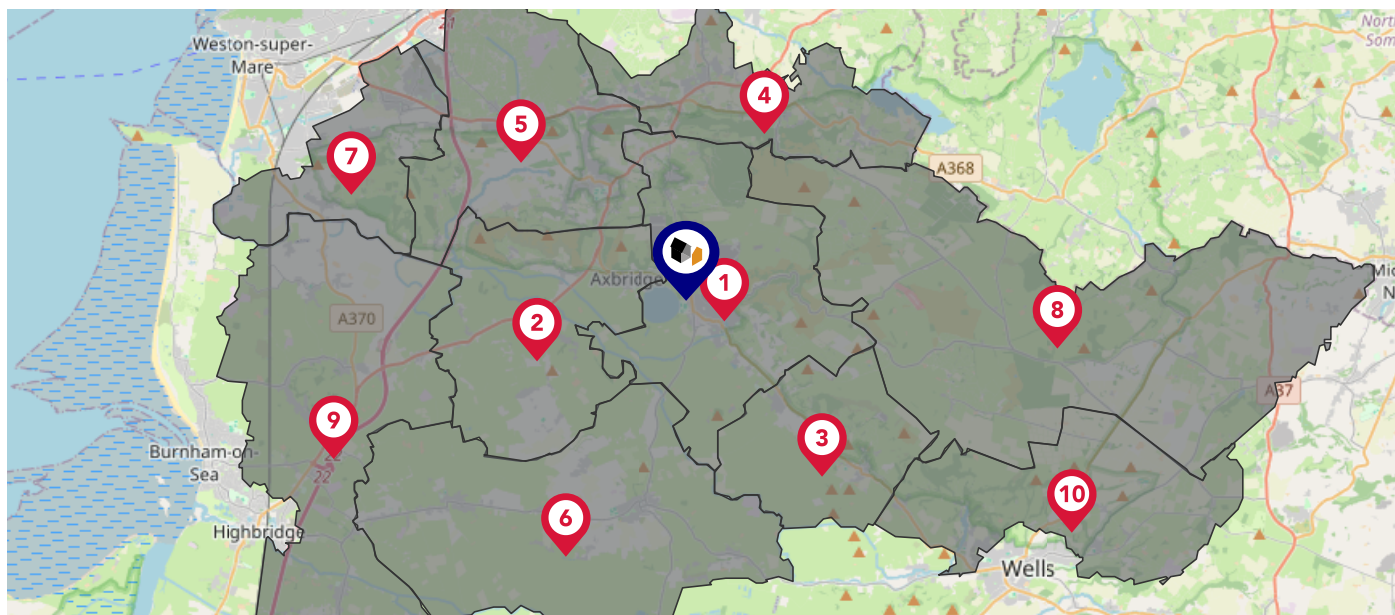 21
North
Som
Weston-super-
Mare
4
5
7
A368
Axbridge
1
Mid
N
8
2
A370
A37
9
3
Burnham-on-
Sea
22
22
10
6
Highbridge
Wells